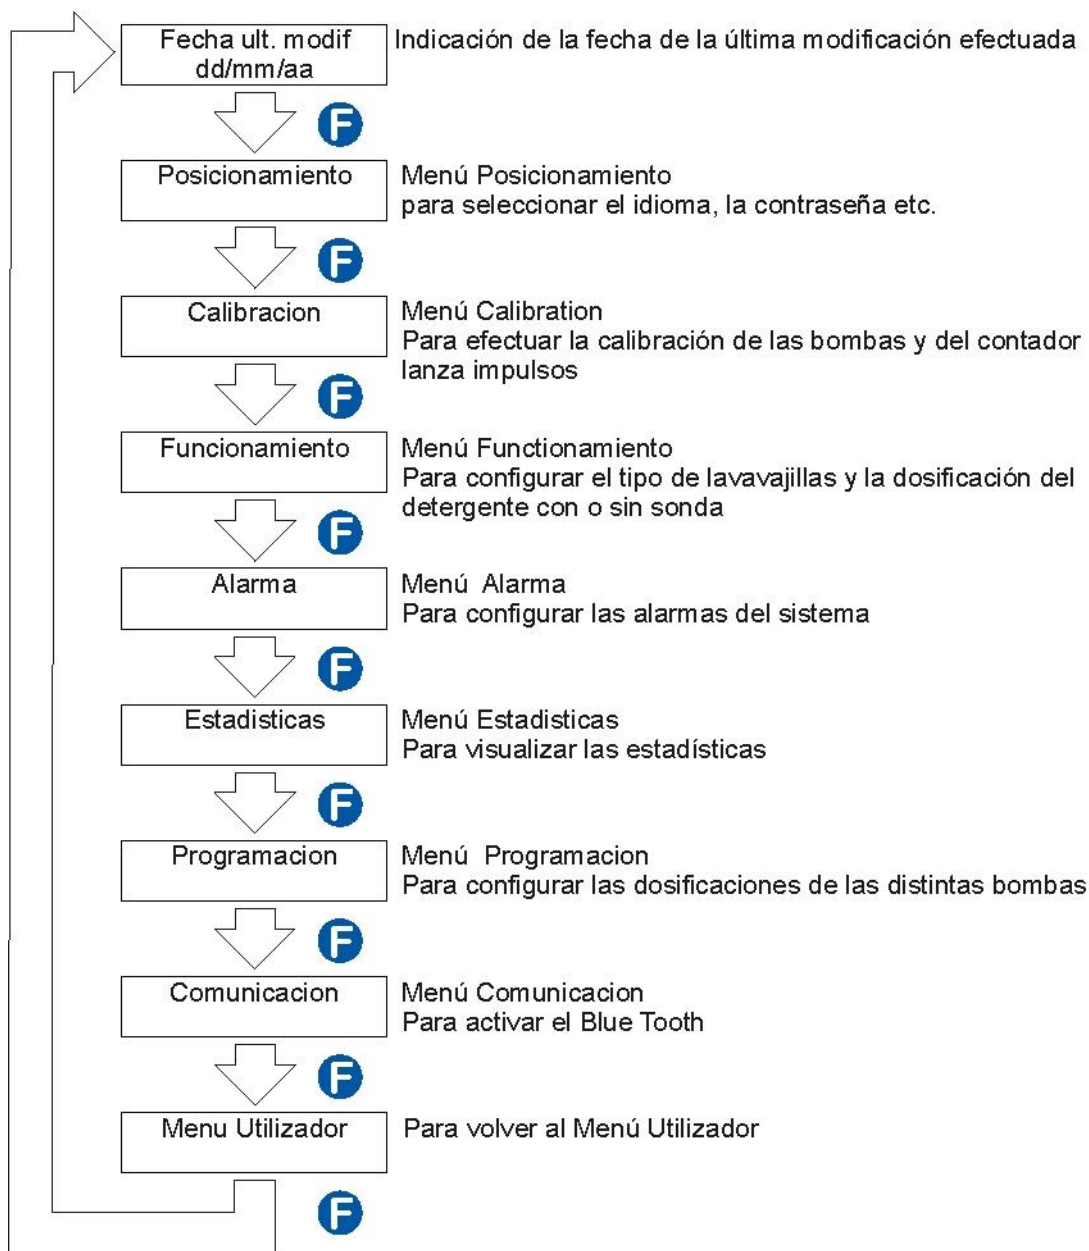 Fecha ult. modif
dd/mm/aa
Indicación de la fecha de la última modificación efectuada
F
Posicionamiento
Menú Posicionamiento
para seleccionar el idioma, la contraseña etc.
F
Calibracion
Menú Calibration
Para efectuar la calibración de las bombas y del contador
lanza impulsos
F
Funcionamiento
Menú Functionamiento
Para configurar el tipo de lavavajillas y la dosificación del
detergente con o sin sonda
F
Alarma
Menú Alarma
Para configurar las alarmas del sistema
F
Estadisticas
Menú Estadisticas
Para visualizar las estadísticas
F
Programacion
Menú Programacion
Para configurar las dosificaciones de las distintas bombas
F
Comunicacion
Menú Comunicacion
Para activar el Blue Tooth
F
Menu Utilizador
Para volver al Menú Utilizador
F